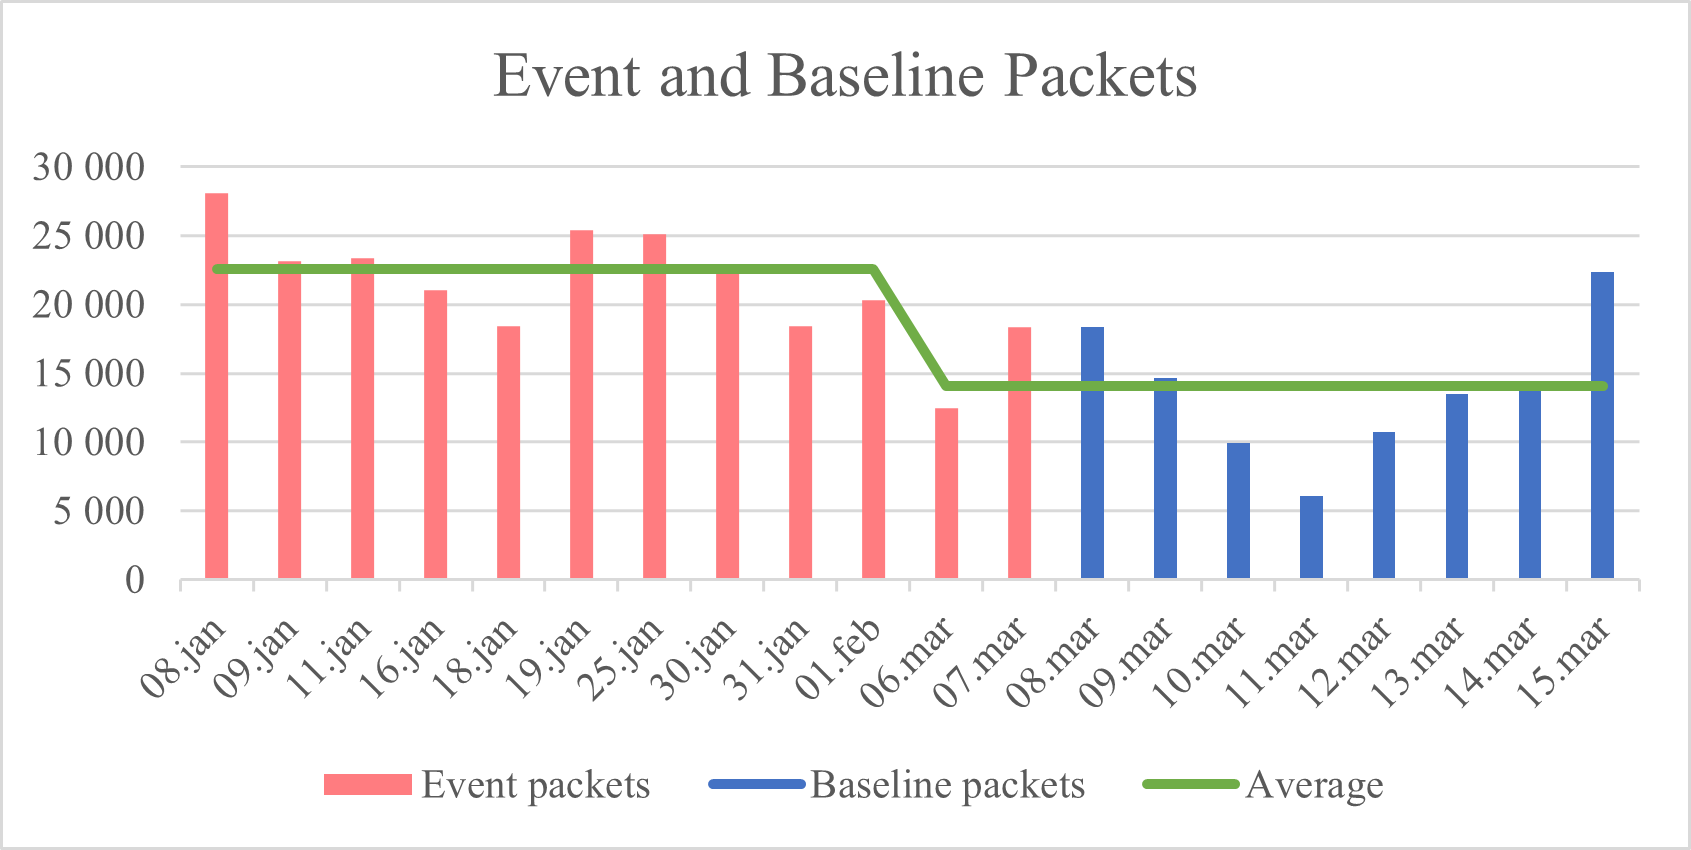 Event and Baseline Packets
30 000
25 000
20 000
15 000
10 000
5 000
0
08.jan
09.jan
11.jan
16.jan
18.jan
19.jan
25.jan
30.jan
31.jan
01.feb
06.mar
07.mar
08.mar
09.mar
10.mar
11.mar
12.mar
13.mar
14.mar
15.mar
Event packets
Baseline packets
Average